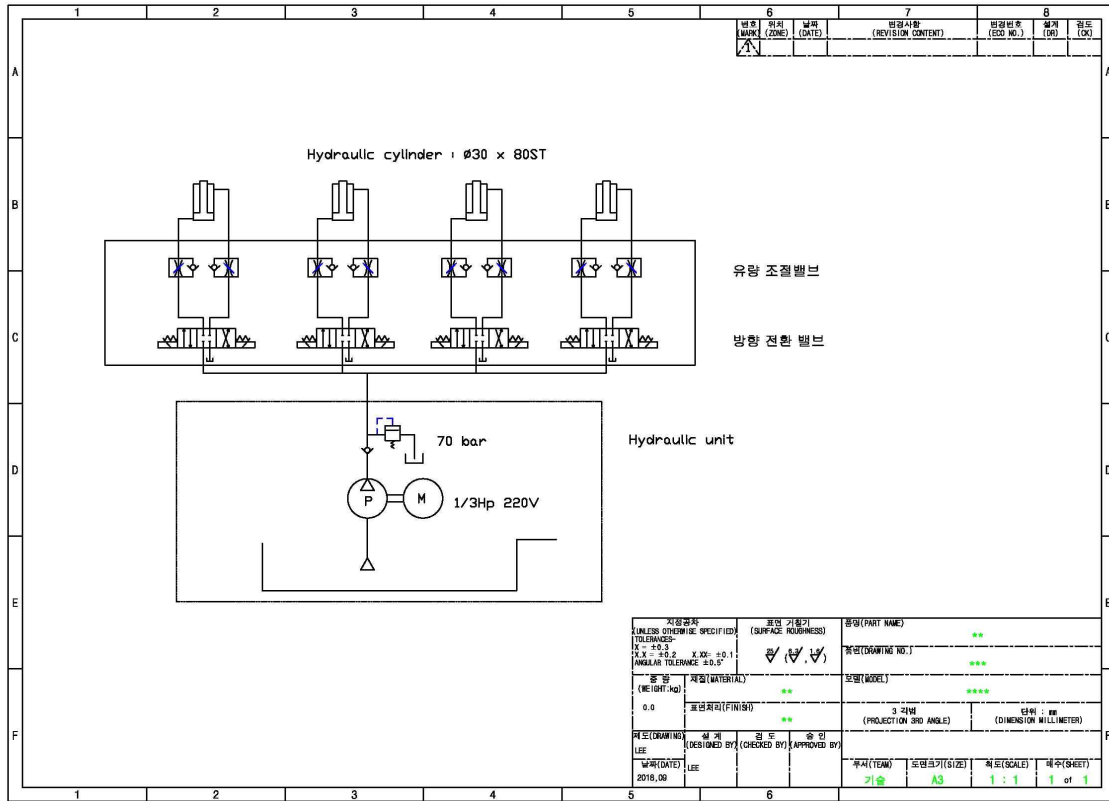 1 2 3 4 5 6 7 8
번호 위치 날짜 변경사항 변경번호 설계 검도
(MARK) (ZONE) (DATE) (REVISION CONTENT) (ECO NO.) (DR) (CK)
1
A A
Hydraulic cylinder : Ø30 x 80ST
B B
유량 조절밸브
C C
방향 전환 밸브
70 bar
Hydraulic unit
D D
P M 1/3Hp 220V
E E
지정공차
(UNLESS OTHERWISE SPECIFIED)
TOLERANCES-
X = ±0.3
X.X = ±0.2 X.XX= ±0.1
ANGULAR TOLERANCE ±0.5°
표면 거칠기
(SURFACE ROUGHNESS)
품명(PART NAME)
**
품번(DRAWING NO.)
***
중 량
(WEIGHT:kg)
0.0
재질(MATERIAL)
**
표면처리(FINISH)
**
모델(MODEL)
****
3 각법
(PROJECTION 3RD ANGLE)
단위 : mm
(DIMENSION MILLIMETER)
F F
제도(DRAWING)
LEE
설 계
(DESIGNED BY)
LEE
검 도
(CHECKED BY)
승 인
(APPROVED BY)
날짜(DATE)
2018.09
부서(TEAM) 도면크기(SIZE) 척도(SCALE) 매수(SHEET)
기술 A3 1 : 1 1 of 1
1 2 3 4 5 6